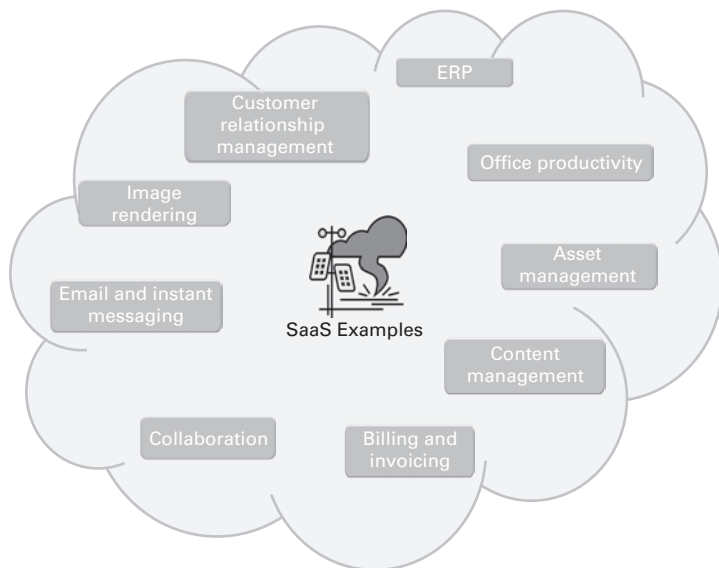 ERP
Customer
relationship
management
Office productivity
Image
rendering
Asset
management
Email and instant
messaging
SaaS Examples
Content
management
Collaboration
Billing and
invoicing